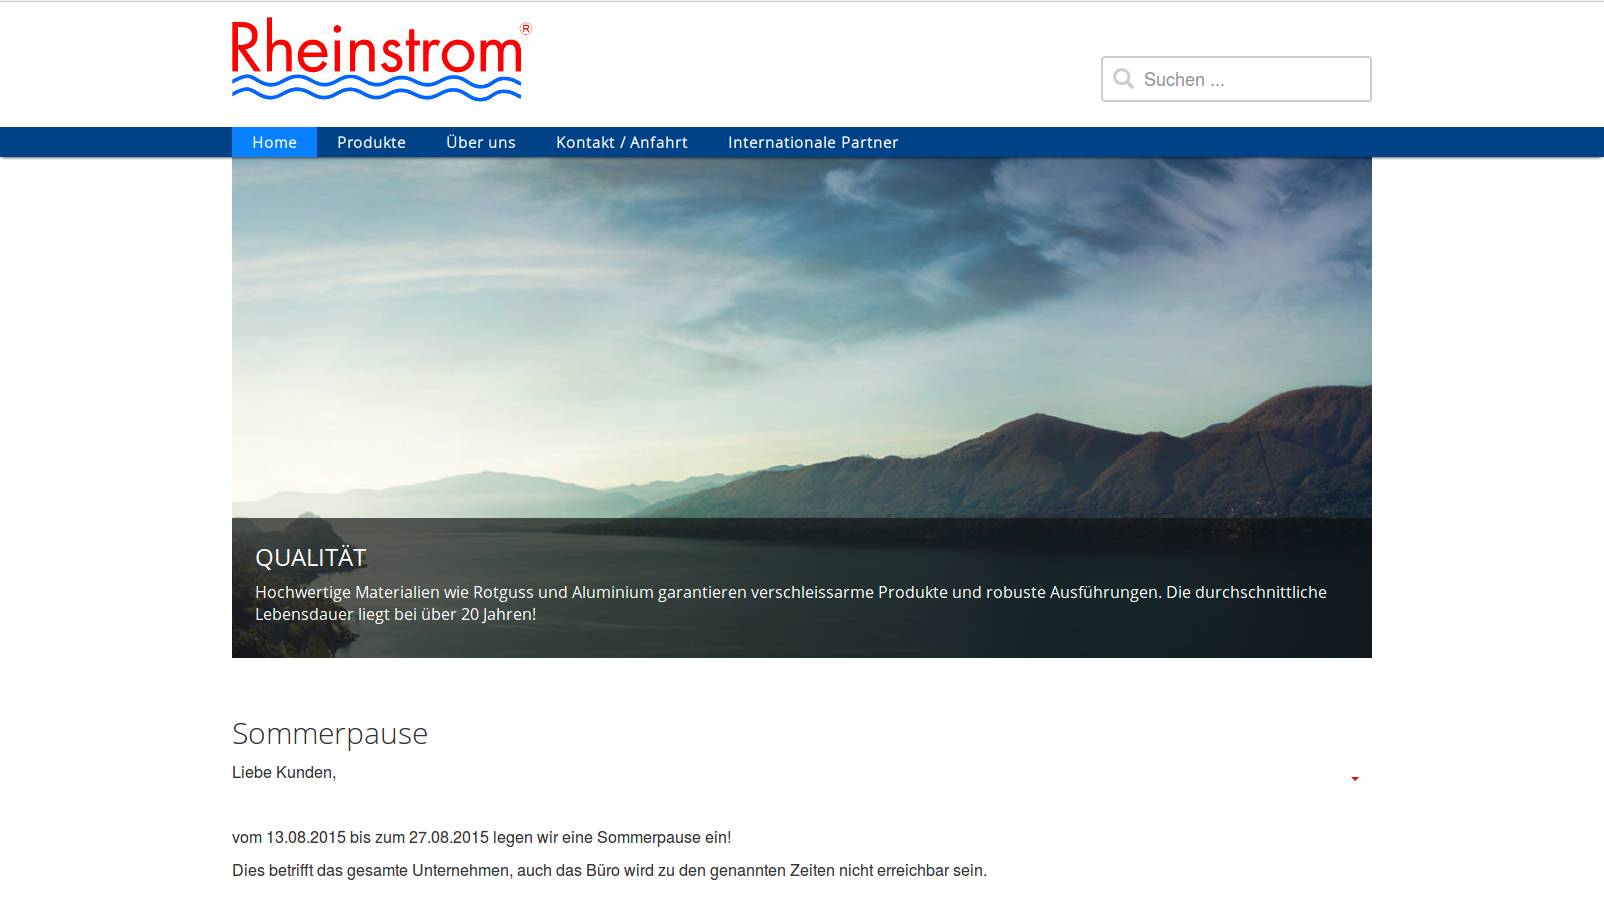 Rheinstrom®
Suchen ...
Home Produkte Über uns Kontakt / Anfahrt Internationale Partner
QUALITÄT
Hochwertige Materialien wie Rotguss und Aluminium garantieren verschleissarme Produkte und robuste Ausführungen. Die durchschnittliche
Lebensdauer liegt bei über 20 Jahren!
Sommerpause
Liebe Kunden,
vom 13.08.2015 bis zum 27.08.2015 legen wir eine Sommerpause ein!
Dies betrifft das gesamte Unternehmen, auch das Büro wird zu den genannten Zeiten nicht erreichbar sein.